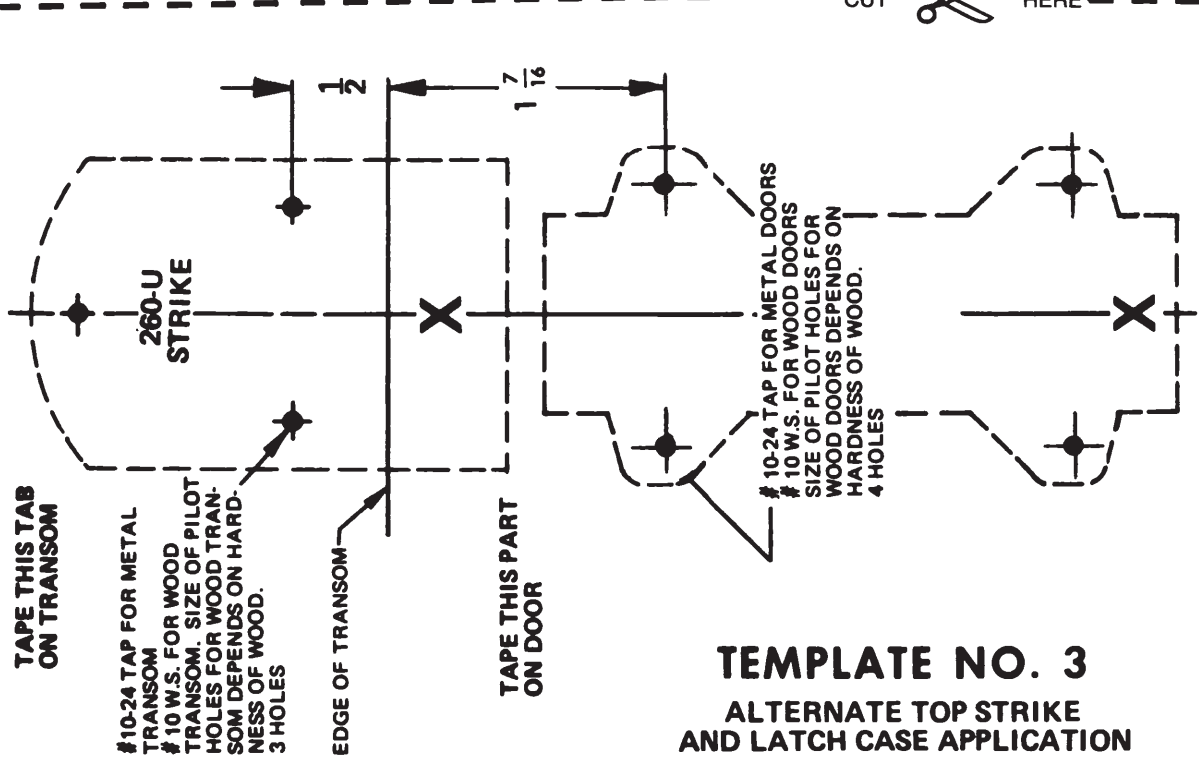 CUT HERE
1/2
1 7/16
260-U
STRIKE
TAPE THIS TAB
ON TRANSOM
#10-24 TAP FOR METAL
TRANSOM
#10 W.S. FOR WOOD
TRANSOM. SIZE OF PILOT
HOLES FOR WOOD TRAN-
SOM DEPENDS ON HARD-
NESS OF WOOD.
3 HOLES
EDGE OF TRANSOM
TAPE THIS PART
ON DOOR
# 10-24 TAP FOR METAL DOORS
# 10 W.S. FOR WOOD DOORS
SIZE OF PILOT HOLES FOR
WOOD DOORS DEPENDS ON
HARDNESS OF WOOD.
4 HOLES
X
X
TEMPLATE NO. 3
ALTERNATE TOP STRIKE
AND LATCH CASE APPLICATION